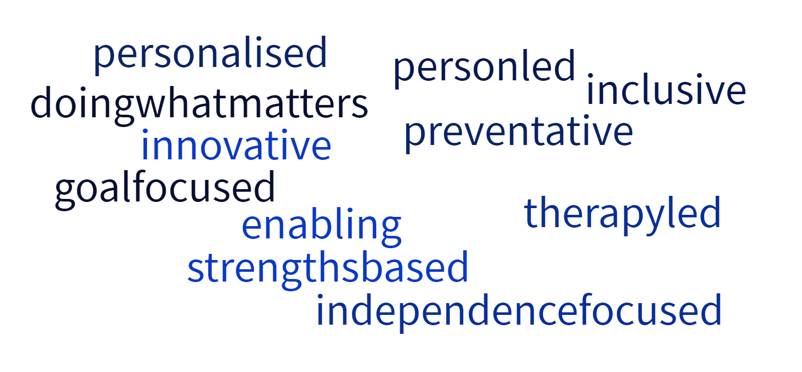 personalised
personled
inclusive
doingwhatmatters
preventative
innovative
goalfocused
therapyled
enabling
strengthsbased
independencefocused